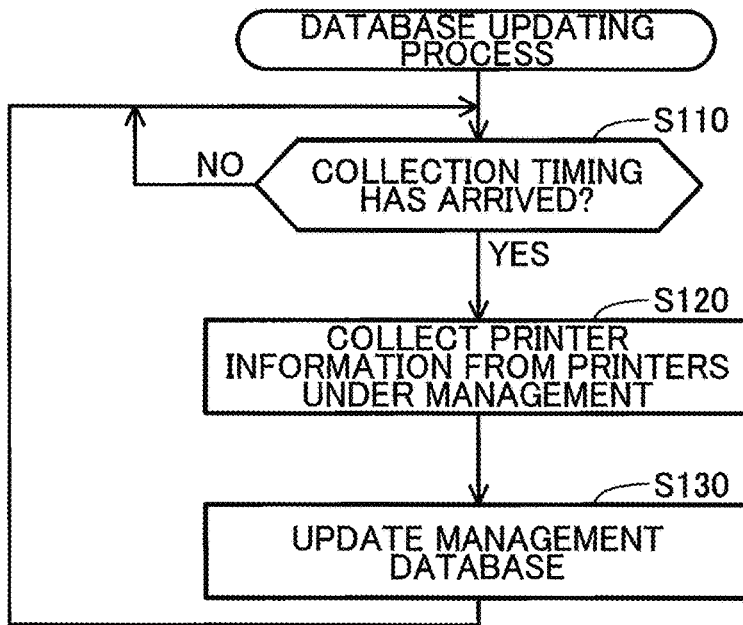 DATABASE UPDATING
PROCESS
S110
NO
COLLECTION TIMING
HAS ARRIVED?
YES
S120
COLLECT PRINTER
INFORMATION FROM PRINTERS
UNDER MANAGEMENT
S130
UPDATE MANAGEMENT
DATABASE